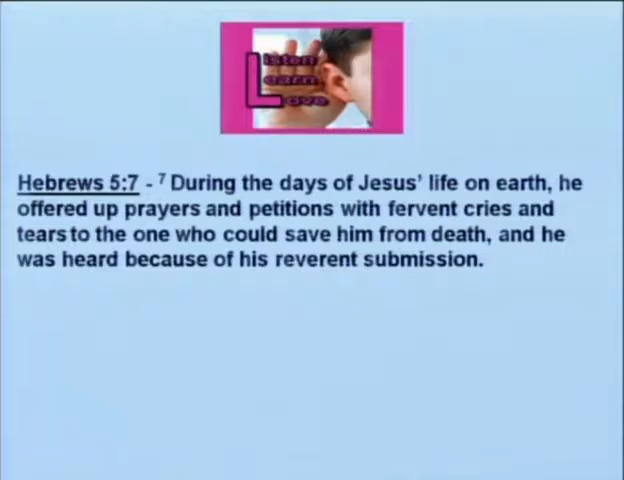 Listen
Learn
Love
Hebrews 5:7 - 7 During the days of Jesus' life on earth, he
offered up prayers and petitions with fervent cries and
tears to the one who could save him from death, and he
was heard because of his reverent submission.